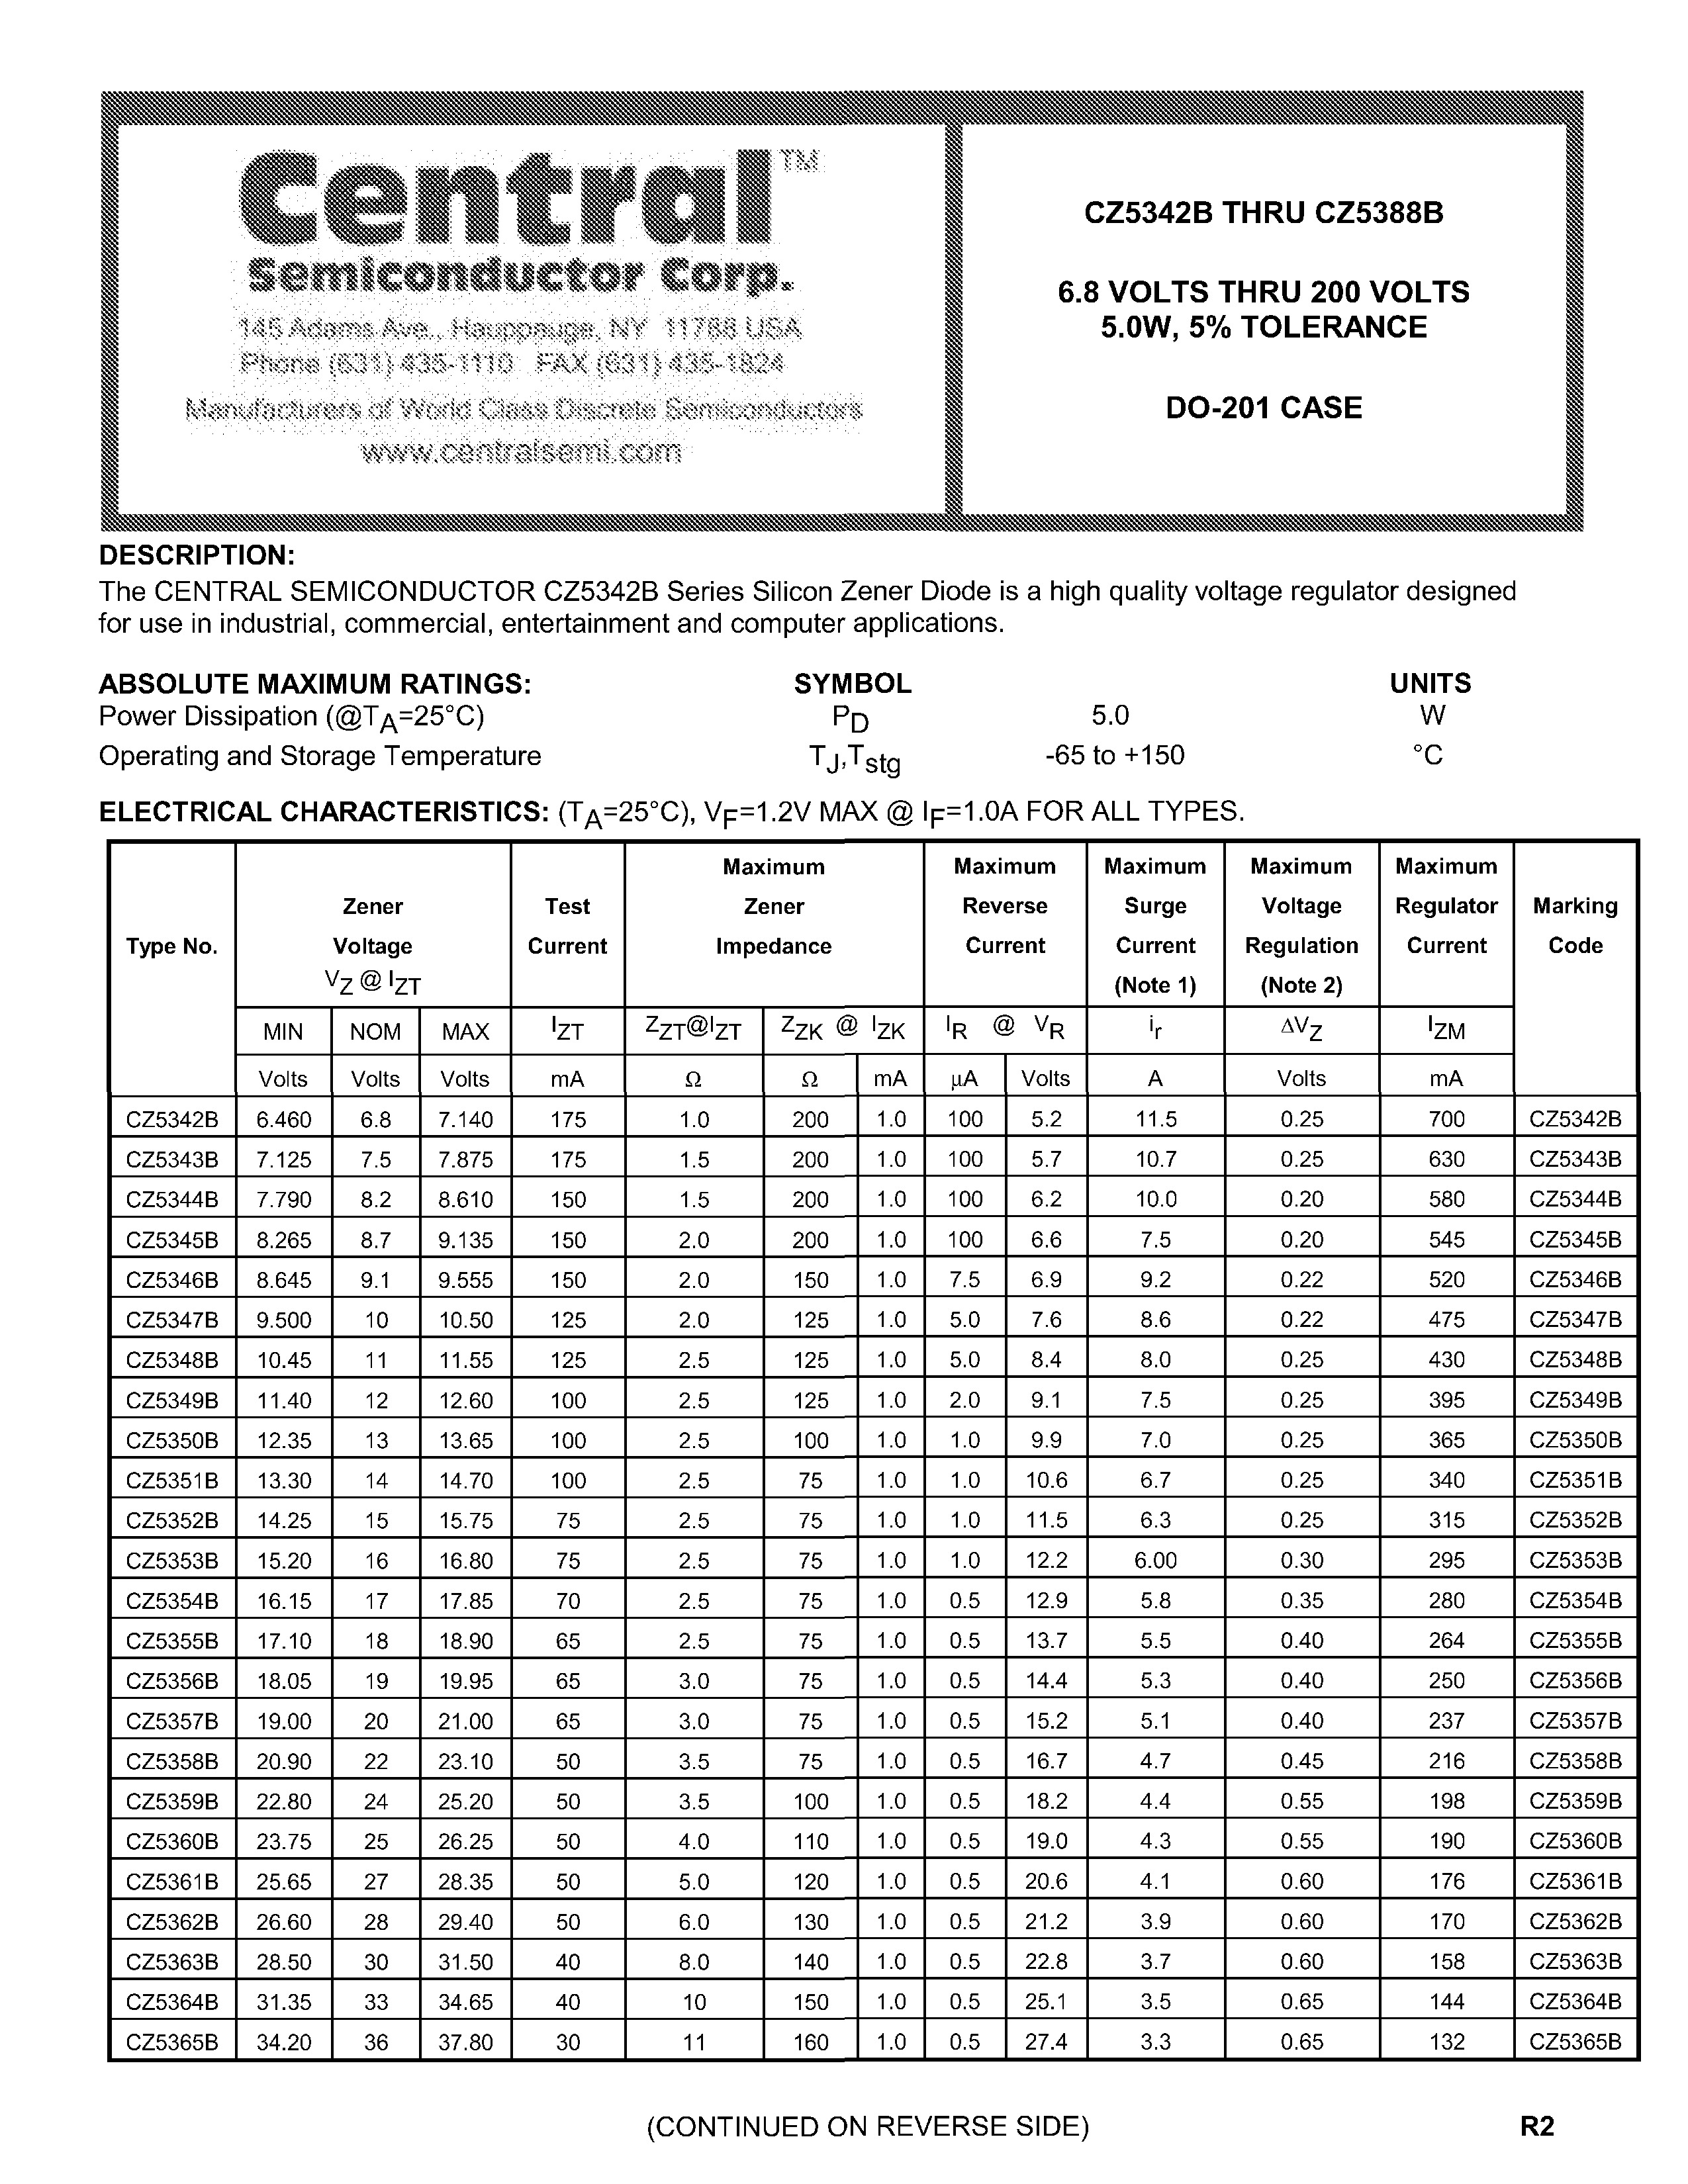 Central™
Semiconductor Corp.
145 Adams Ave., Hauppauge, NY 11788 USA
Phone (631) 435-1110 FAX (631) 435-1824
Manufacturers of World Class Discrete Semiconductors
www.centralsemi.com
CZ5342B THRU CZ5388B
6.8 VOLTS THRU 200 VOLTS
5.0W, 5% TOLERANCE
DO-201 CASE
DESCRIPTION:
The CENTRAL SEMICONDUCTOR CZ5342B Series Silicon Zener Diode is a high quality voltage regulator designed
for use in industrial, commercial, entertainment and computer applications.
ABSOLUTE MAXIMUM RATINGS: SYMBOL UNITS
Power Dissipation (@TA=25°C) PD 5.0 W
Operating and Storage Temperature TJ,Tstg -65 to +150 °C
ELECTRICAL CHARACTERISTICS: (TA=25°C), VF=1.2V MAX @ IF=1.0A FOR ALL TYPES.
Maximum Maximum Maximum Maximum Maximum
Zener Test Zener Reverse Surge Voltage Regulator Marking
Type No. Voltage Current Impedance Current Current Regulation Current Code
VZ @ IZT (Note 1) (Note 2)
MIN NOM MAX IZT ZZT@IZT ZZK @ IZK IR @ VR ir ΔVZ IZM
Volts Volts Volts mA Ω Ω mA µA Volts A Volts mA
CZ5342B 6.460 6.8 7.140 175 1.0 200 1.0 100 5.2 11.5 0.25 700 CZ5342B
CZ5343B 7.125 7.5 7.875 175 1.5 200 1.0 100 5.7 10.7 0.25 630 CZ5343B
CZ5344B 7.790 8.2 8.610 150 1.5 200 1.0 100 6.2 10.0 0.20 580 CZ5344B
CZ5345B 8.265 8.7 9.135 150 2.0 200 1.0 100 6.6 7.5 0.20 545 CZ5345B
CZ5346B 8.645 9.1 9.555 150 2.0 150 1.0 7.5 6.9 9.2 0.22 520 CZ5346B
CZ5347B 9.500 10 10.50 125 2.0 125 1.0 5.0 7.6 8.6 0.22 475 CZ5347B
CZ5348B 10.45 11 11.55 125 2.5 125 1.0 5.0 8.4 8.0 0.25 430 CZ5348B
CZ5349B 11.40 12 12.60 100 2.5 125 1.0 2.0 9.1 7.5 0.25 395 CZ5349B
CZ5350B 12.35 13 13.65 100 2.5 100 1.0 1.0 9.9 7.0 0.25 365 CZ5350B
CZ5351B 13.30 14 14.70 100 2.5 75 1.0 1.0 10.6 6.7 0.25 340 CZ5351B
CZ5352B 14.25 15 15.75 75 2.5 75 1.0 1.0 11.5 6.3 0.25 315 CZ5352B
CZ5353B 15.20 16 16.80 75 2.5 75 1.0 1.0 12.2 6.00 0.30 295 CZ5353B
CZ5354B 16.15 17 17.85 70 2.5 75 1.0 0.5 12.9 5.8 0.35 280 CZ5354B
CZ5355B 17.10 18 18.90 65 2.5 75 1.0 0.5 13.7 5.5 0.40 264 CZ5355B
CZ5356B 18.05 19 19.95 65 3.0 75 1.0 0.5 14.4 5.3 0.40 250 CZ5356B
CZ5357B 19.00 20 21.00 65 3.0 75 1.0 0.5 15.2 5.1 0.40 237 CZ5357B
CZ5358B 20.90 22 23.10 50 3.5 75 1.0 0.5 16.7 4.7 0.45 216 CZ5358B
CZ5359B 22.80 24 25.20 50 3.5 100 1.0 0.5 18.2 4.4 0.55 198 CZ5359B
CZ5360B 23.75 25 26.25 50 4.0 110 1.0 0.5 19.0 4.3 0.55 190 CZ5360B
CZ5361B 25.65 27 28.35 50 5.0 120 1.0 0.5 20.6 4.1 0.60 176 CZ5361B
CZ5362B 26.60 28 29.40 50 6.0 130 1.0 0.5 21.2 3.9 0.60 170 CZ5362B
CZ5363B 28.50 30 31.50 40 8.0 140 1.0 0.5 22.8 3.7 0.60 158 CZ5363B
CZ5364B 31.35 33 34.65 40 10 150 1.0 0.5 25.1 3.5 0.65 144 CZ5364B
CZ5365B 34.20 36 37.80 30 11 160 1.0 0.5 27.4 3.3 0.65 132 CZ5365B
(CONTINUED ON REVERSE SIDE) R2